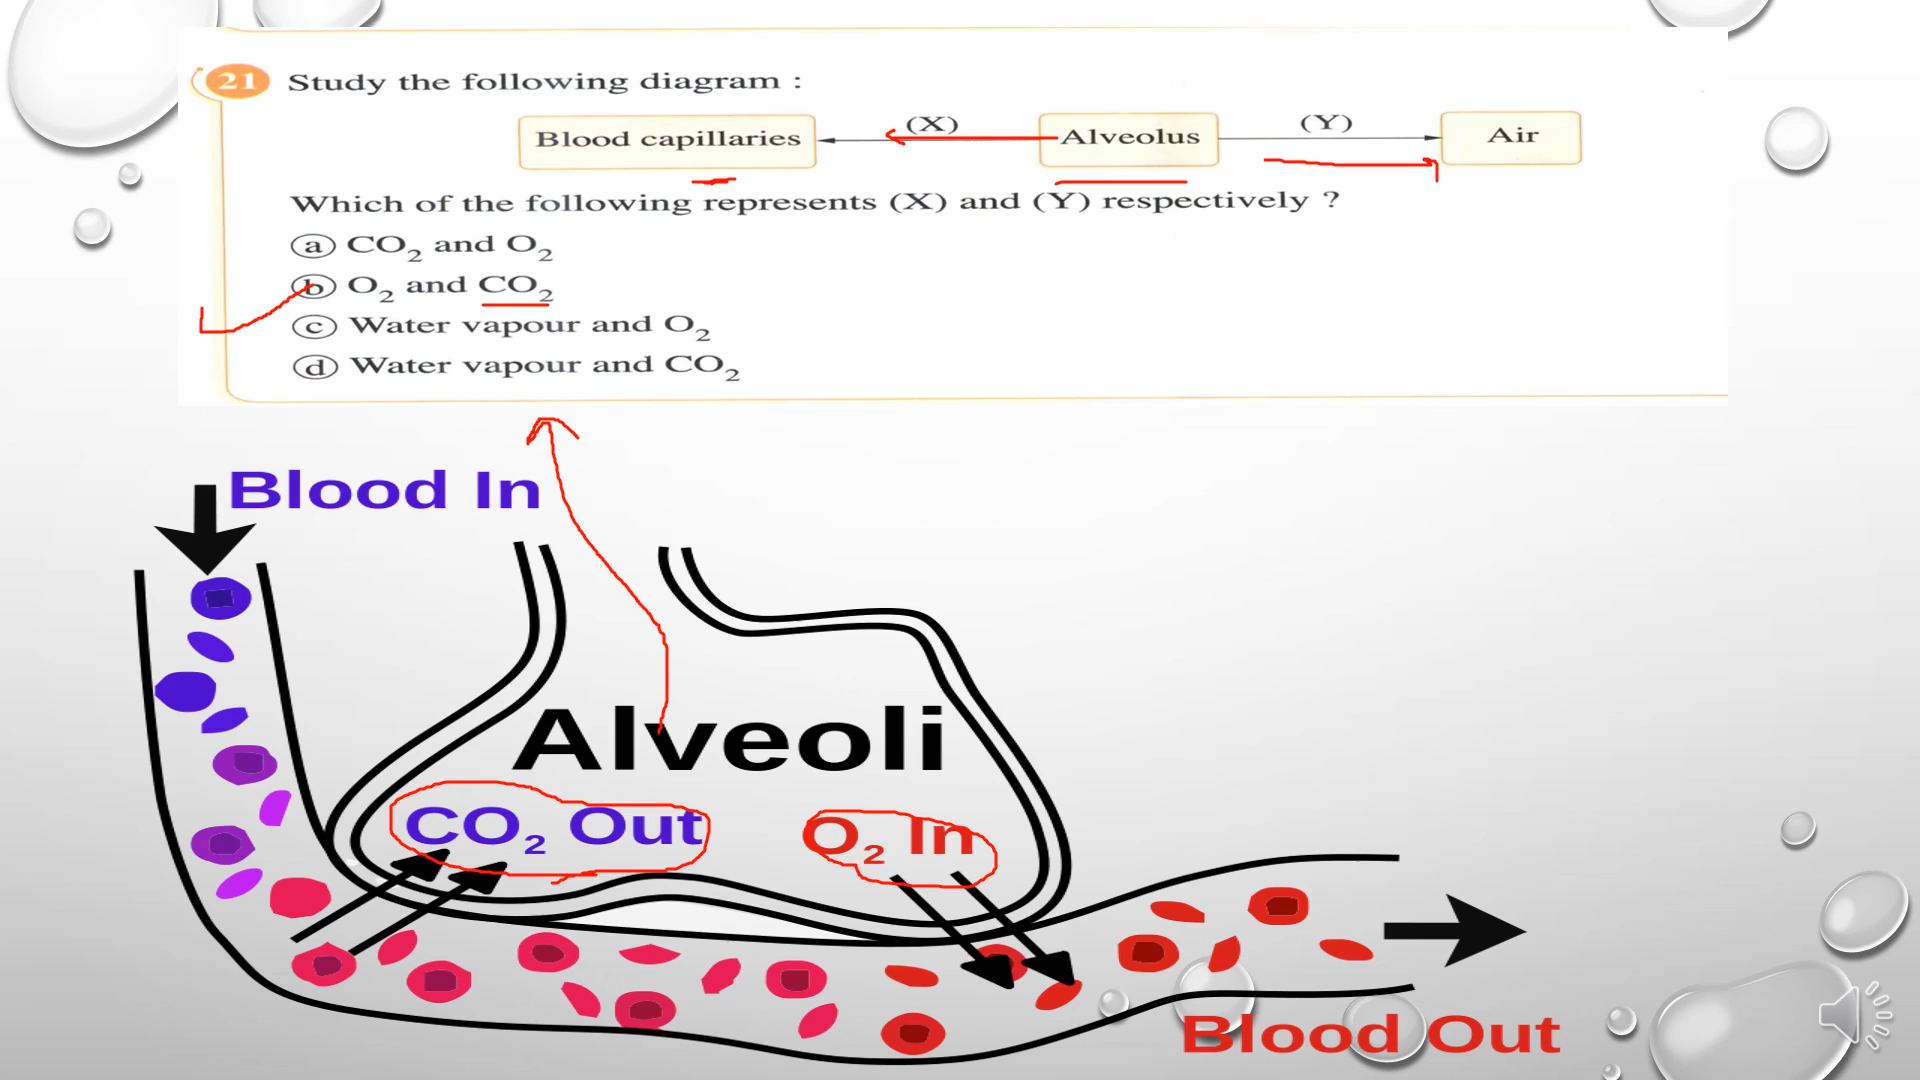 21 Study the following diagram :
Blood capillaries (X) Alveolus (Y) Air
Which of the following represents (X) and (Y) respectively ?
a CO₂ and O₂
b O₂ and CO₂
c Water vapour and O₂
d Water vapour and CO₂
Blood In
Alveoli
CO₂ Out O₂ In
Blood Out